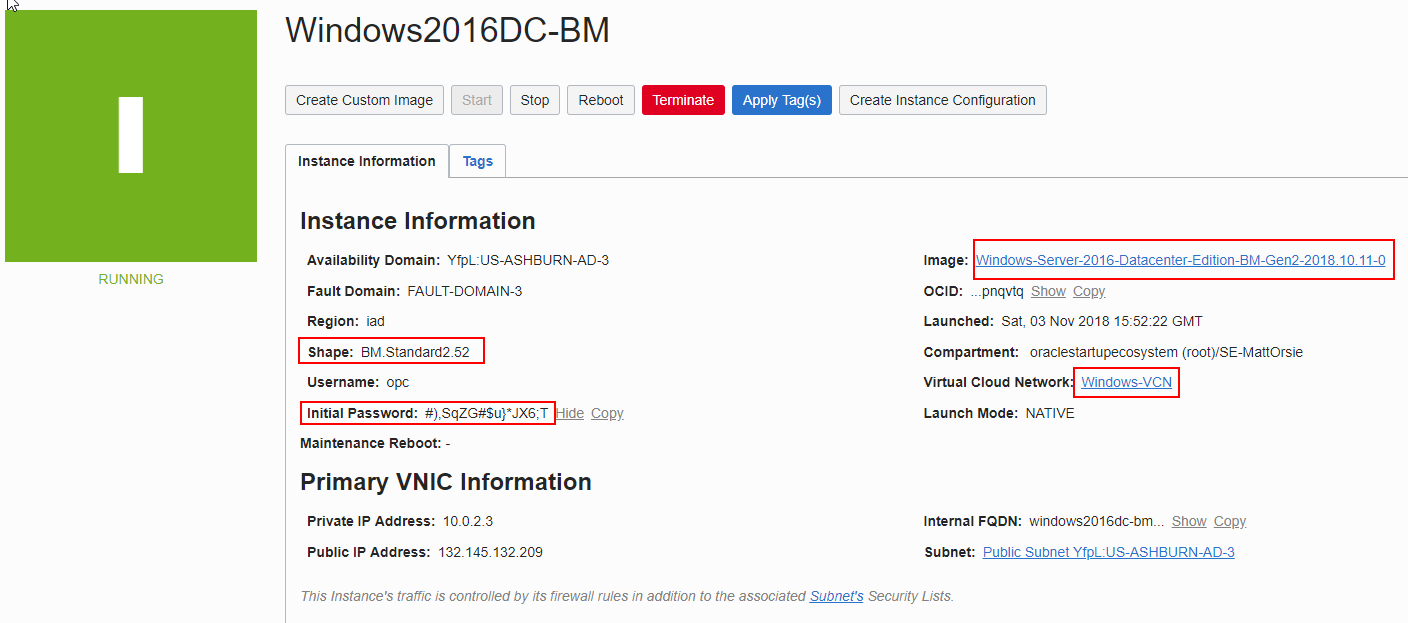 Windows2016DC-BM
Create Custom Image Start Stop Reboot Terminate Apply Tag(s) Create Instance Configuration
Instance Information Tags
RUNNING
Instance Information
Availability Domain: YfpL:US-ASHBURN-AD-3 Image: Windows-Server-2016-Datacenter-Edition-BM-Gen2-2018.10.11-0
Fault Domain: FAULT-DOMAIN-3 OCID: ...pnqvtq Show Copy
Region: iad Launched: Sat, 03 Nov 2018 15:52:22 GMT
Shape: BM.Standard2.52 Compartment: oraclestartupecosystem (root)/SE-MattOrsie
Username: opc Virtual Cloud Network: Windows-VCN
Initial Password: #),SqZG#$u}*JX6;T Hide Copy Launch Mode: NATIVE
Maintenance Reboot: -
Primary VNIC Information
Private IP Address: 10.0.2.3 Internal FQDN: windows2016dc-bm... Show Copy
Public IP Address: 132.145.132.209 Subnet: Public Subnet YfpL:US-ASHBURN-AD-3
This Instance's traffic is controlled by its firewall rules in addition to the associated Subnet's Security Lists.